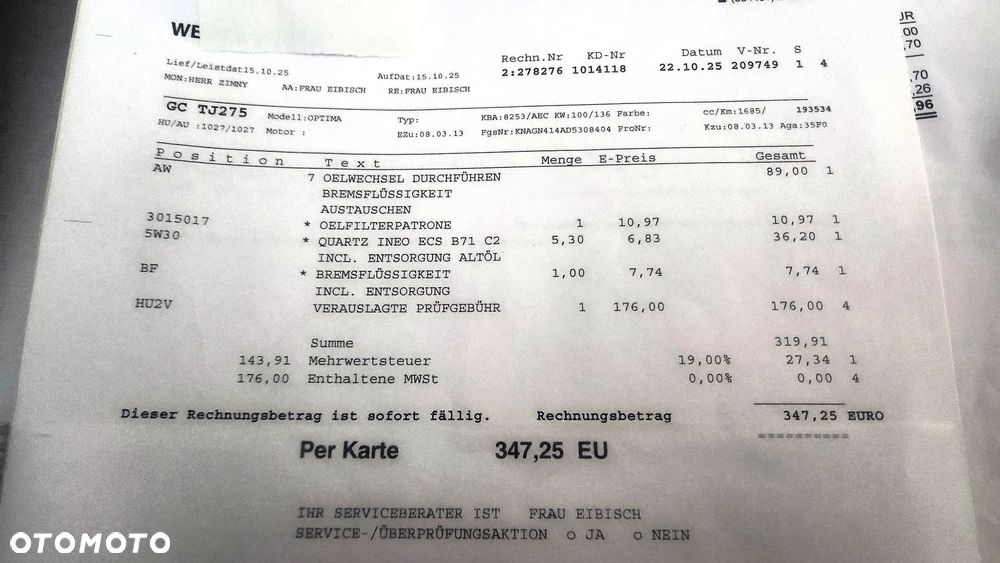 WE
Rechn.Nr KD-Nr Datum V-Nr. S
Lief/Leistdat15.10.25 AufDat:15.10.25 2:278276 1014118 22.10.25 209749 1 4
MON:HERR ZIMNY AA:FRAU EIBISCH RE:FRAU EIBISCH
GC TJ275 Modell:OPTIMA Typ: KBA:8253/AEC KW:100/136 Farbe: cc/Km:1685/ 193534
HU/AU :1027/1027 Motor : EZu:08.03.13 FgsNr:KNAGN414AD5308404 ProNr: Kzu:08.03.13 Aga:35F0
Position Text Menge E-Preis Gesamt
AW 7 OELWECHSEL DURCHFÜHREN 89,00 1
BREMSFLÜSSIGKEIT
AUSTAUSCHEN
3015017 * OELFILTERPATRONE 1 10,97 10,97 1
5W30 * QUARTZ INEO ECS B71 C2 5,30 6,83 36,20 1
INCL. ENTSORGUNG ALTÖL
BF * BREMSFLÜSSIGKEIT 1,00 7,74 7,74 1
INCL. ENTSORGUNG
HU2V VERAUSLAGTE PRÜFGEBÜHR 1 176,00 176,00 4
Summe 319,91
143,91 Mehrwertsteuer 19,00% 27,34 1
176,00 Enthaltene MWSt 0,00% 0,00 4
Dieser Rechnungsbetrag ist sofort fällig. Rechnungsbetrag 347,25 EURO
==========
Per Karte 347,25 EU
IHR SERVICEBERATER IST FRAU EIBISCH
SERVICE-/ÜBERPRÜFUNGSAKTION o JA o NEIN
UR
,00
,70
,70
,26
,96
OTOMOTO